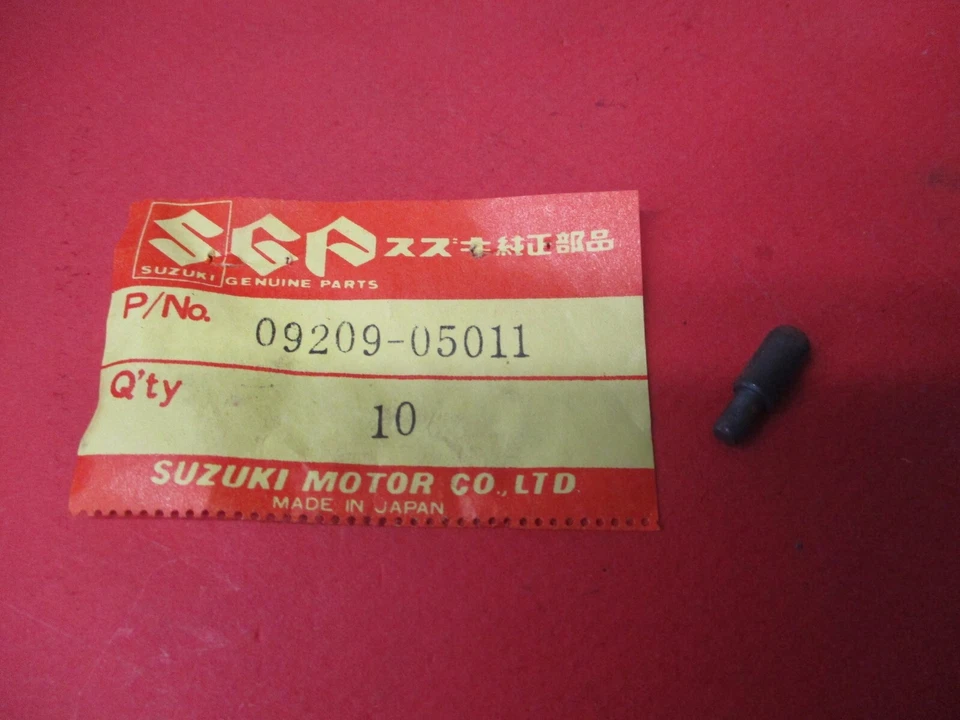 SGP スズキ純正部品
SUZUKI GENUINE PARTS
P/No. 09209-05011
Q'ty 10
SUZUKI MOTOR CO., LTD.
MADE IN JAPAN